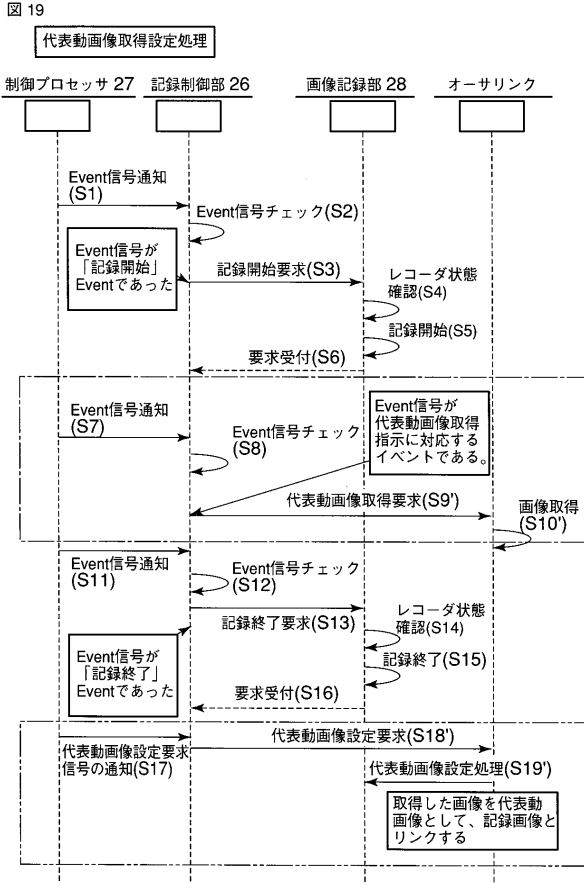 図 19
代表動画像取得設定処理
制御プロセッサ 27
記録制御部 26
画像記録部 28
オーサリンク
Event信号通知
(S1)
Event信号チェック(S2)
Event信号が
「記録開始」
Eventであった
記録開始要求(S3)
レコーダ状態
確認(S4)
記録開始(S5)
要求受付(S6)
Event信号通知
(S7)
Event信号チェック
(S8)
Event信号が
代表動画像取得
指示に対応する
イベントである。
代表動画像取得要求(S9')
画像取得
(S10')
Event信号通知
(S11)
Event信号チェック
(S12)
記録終了要求(S13)
レコーダ状態
確認(S14)
Event信号が
「記録終了」
Eventであった
記録終了(S15)
要求受付(S16)
代表動画像設定要求
信号の通知(S17)
代表動画像設定要求(S18')
代表動画像設定処理(S19')
取得した画像を代表動
画像として、記録画像と
リンクする